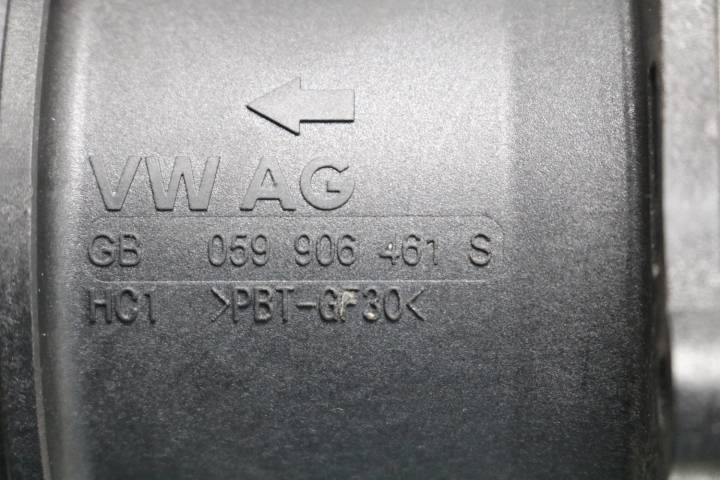 VW AG
GB 059 906 461 S
HC1 >PBT-GF30<